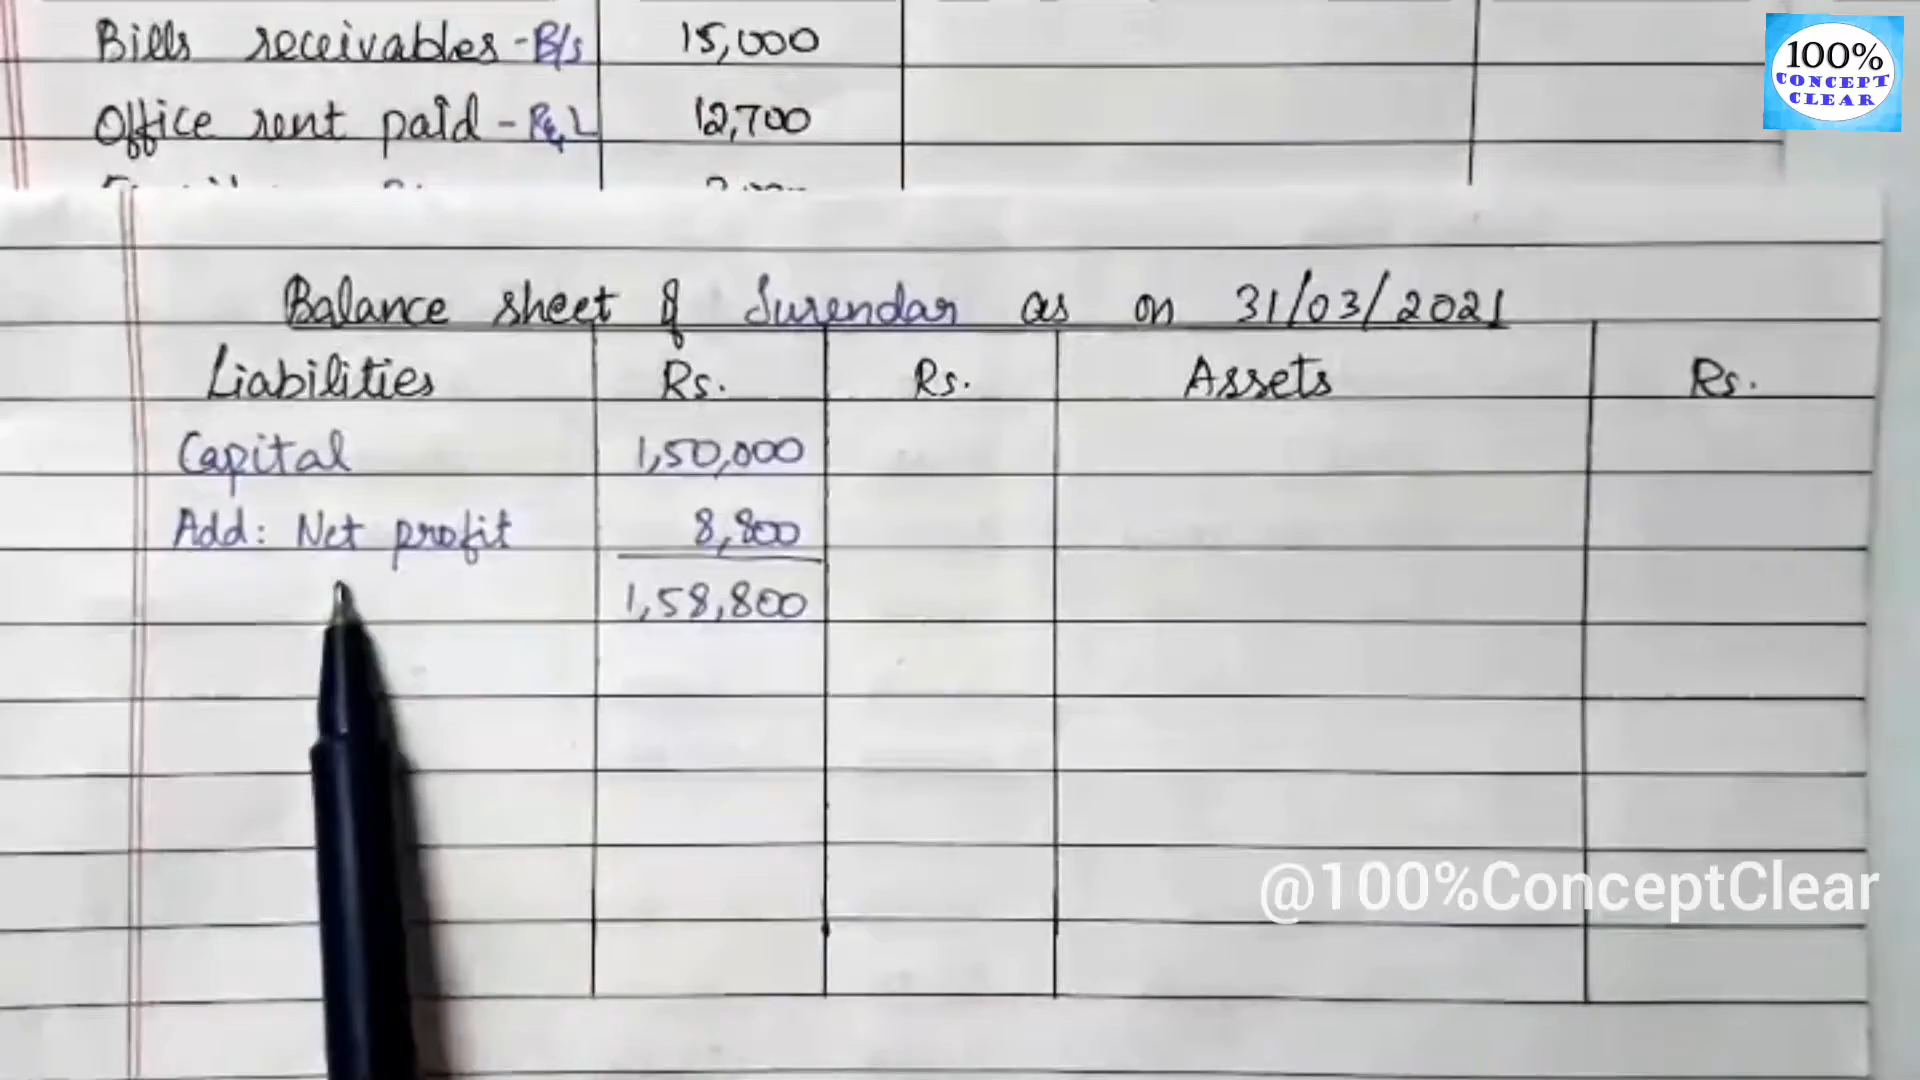 Bills receivables - B/s 15,000
100%
CONCEPT
CLEAR
Office rent paid - P&L 12,700
Balance sheet of Surendar as on 31/03/2021
Liabilities Rs. Rs. Assets Rs.
Capital 1,50,000
Add: Net profit 8,800
1,58,800
@100%ConceptClear